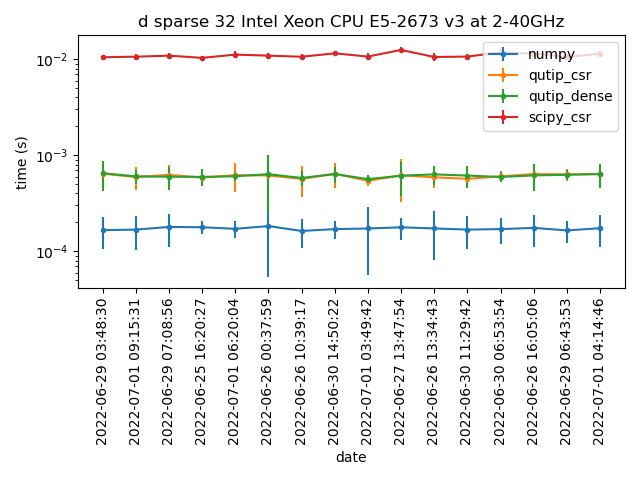 d sparse 32 Intel Xeon CPU E5-2673 v3 at 2-40GHz
numpy
qutip_csr
qutip_dense
scipy_csr
time (s)
10⁻²
10⁻³
10⁻⁴
2022-06-29 03:48:30
2022-07-01 09:15:31
2022-06-29 07:08:56
2022-06-25 16:20:27
2022-07-01 06:20:04
2022-06-26 00:37:59
2022-06-26 10:39:17
2022-06-30 14:50:22
2022-07-01 03:49:42
2022-06-27 13:47:54
2022-06-26 13:34:43
2022-06-30 11:29:42
2022-06-30 06:53:54
2022-06-26 16:05:06
2022-06-29 06:43:53
2022-07-01 04:14:46
date